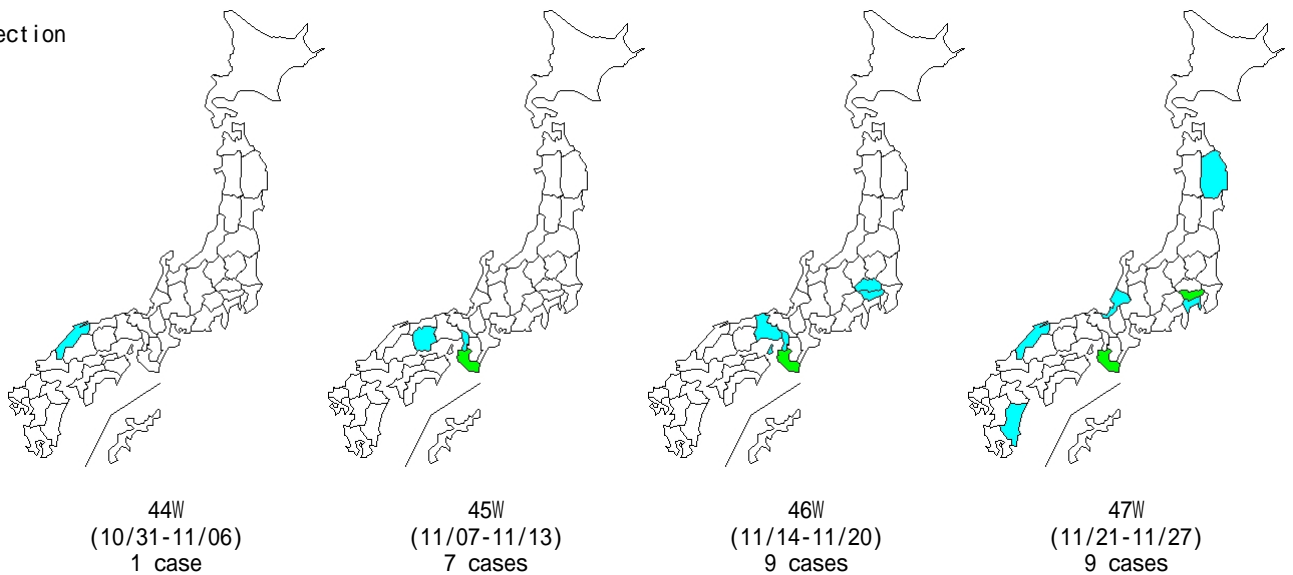 ection
44W
(10/31-11/06)
1 case
45W
(11/07-11/13)
7 cases
46W
(11/14-11/20)
9 cases
47W
(11/21-11/27)
9 cases